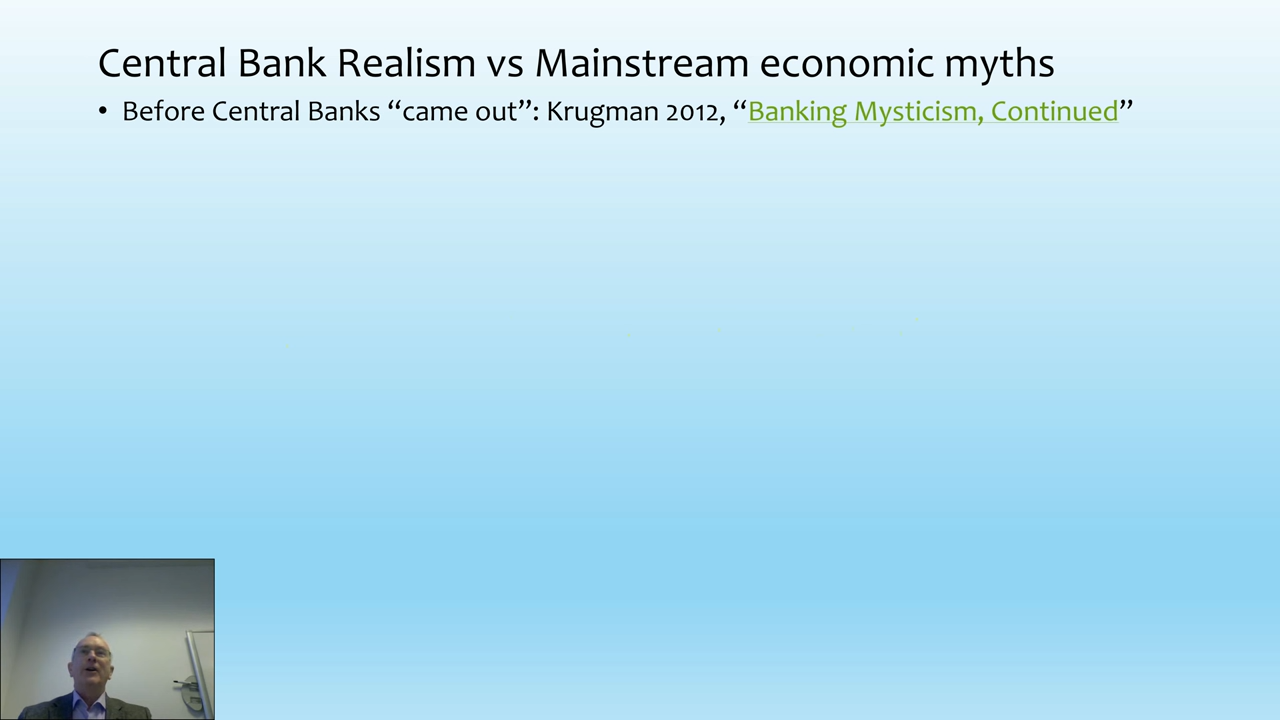 Central Bank Realism vs Mainstream economic myths
• Before Central Banks “came out”: Krugman 2012, “Banking Mysticism, Continued”